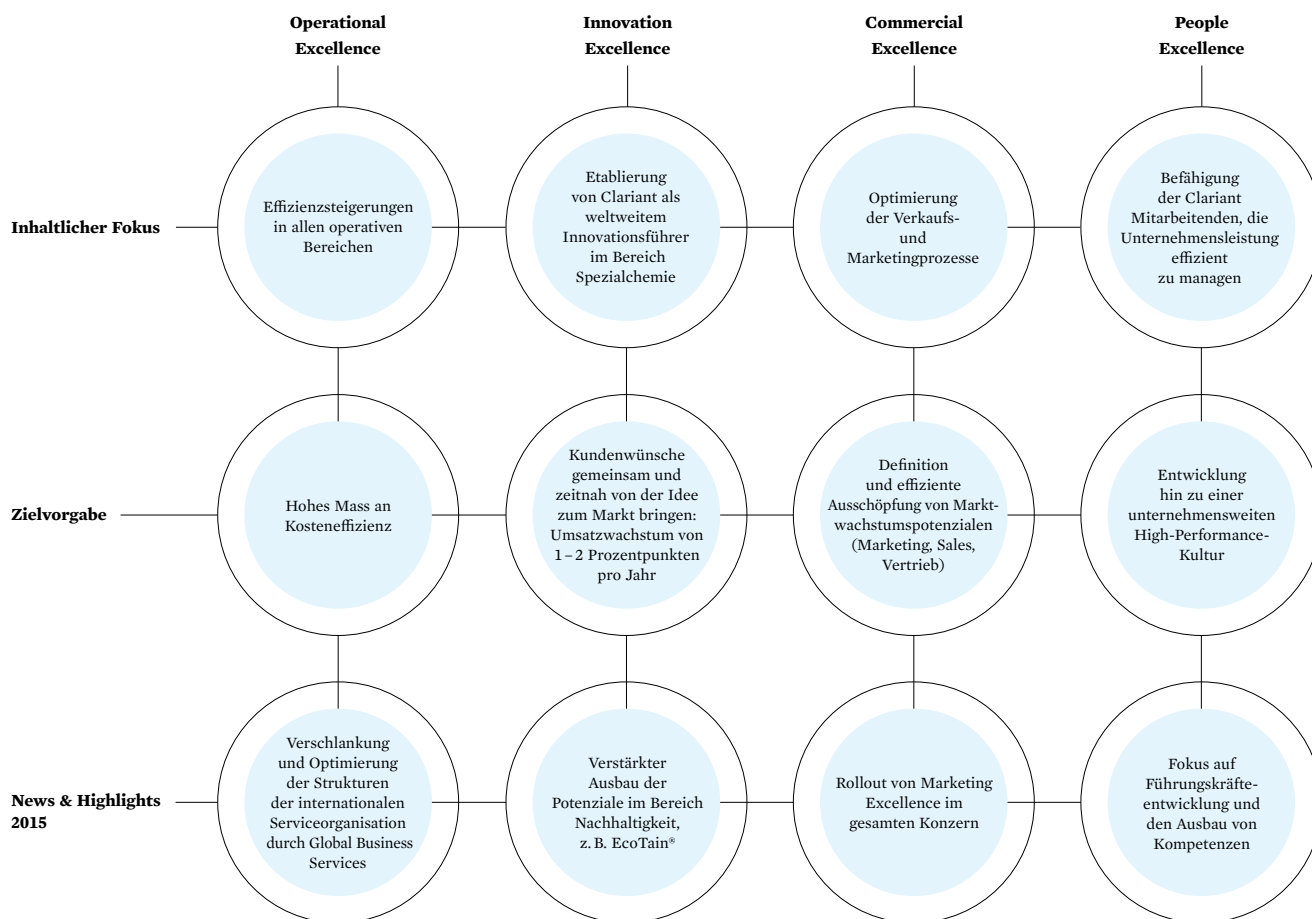 Operational
Excellence
Innovation
Excellence
Commercial
Excellence
People
Excellence
Inhaltlicher Fokus
Effizienzsteigerungen
in allen operativen
Bereichen
Etablierung
von Clariant als
weltweitem
Innovationsführer
im Bereich
Spezialchemie
Optimierung
der Verkaufs-
und
Marketingprozesse
Befähigung
der Clariant
Mitarbeitenden, die
Unternehmensleistung
effizient
zu managen
Zielvorgabe
Hohes Mass an
Kosteneffizienz
Kundenwünsche
gemeinsam und
zeitnah von der Idee
zum Markt bringen:
Umsatzwachstum von
1 – 2 Prozentpunkten
pro Jahr
Definition
und effiziente
Ausschöpfung von Markt-
wachstumspotenzialen
(Marketing, Sales,
Vertrieb)
Entwicklung
hin zu einer
unternehmensweiten
High-Performance-
Kultur
News & Highlights
2015
Verschlankung
und Optimierung
der Strukturen
der internationalen
Serviceorganisation
durch Global Business
Services
Verstärkter
Ausbau der
Potenziale im Bereich
Nachhaltigkeit,
z. B. EcoTain®
Rollout von Marketing
Excellence im
gesamten Konzern
Fokus auf
Führungskräfte-
entwicklung und
den Ausbau von
Kompetenzen